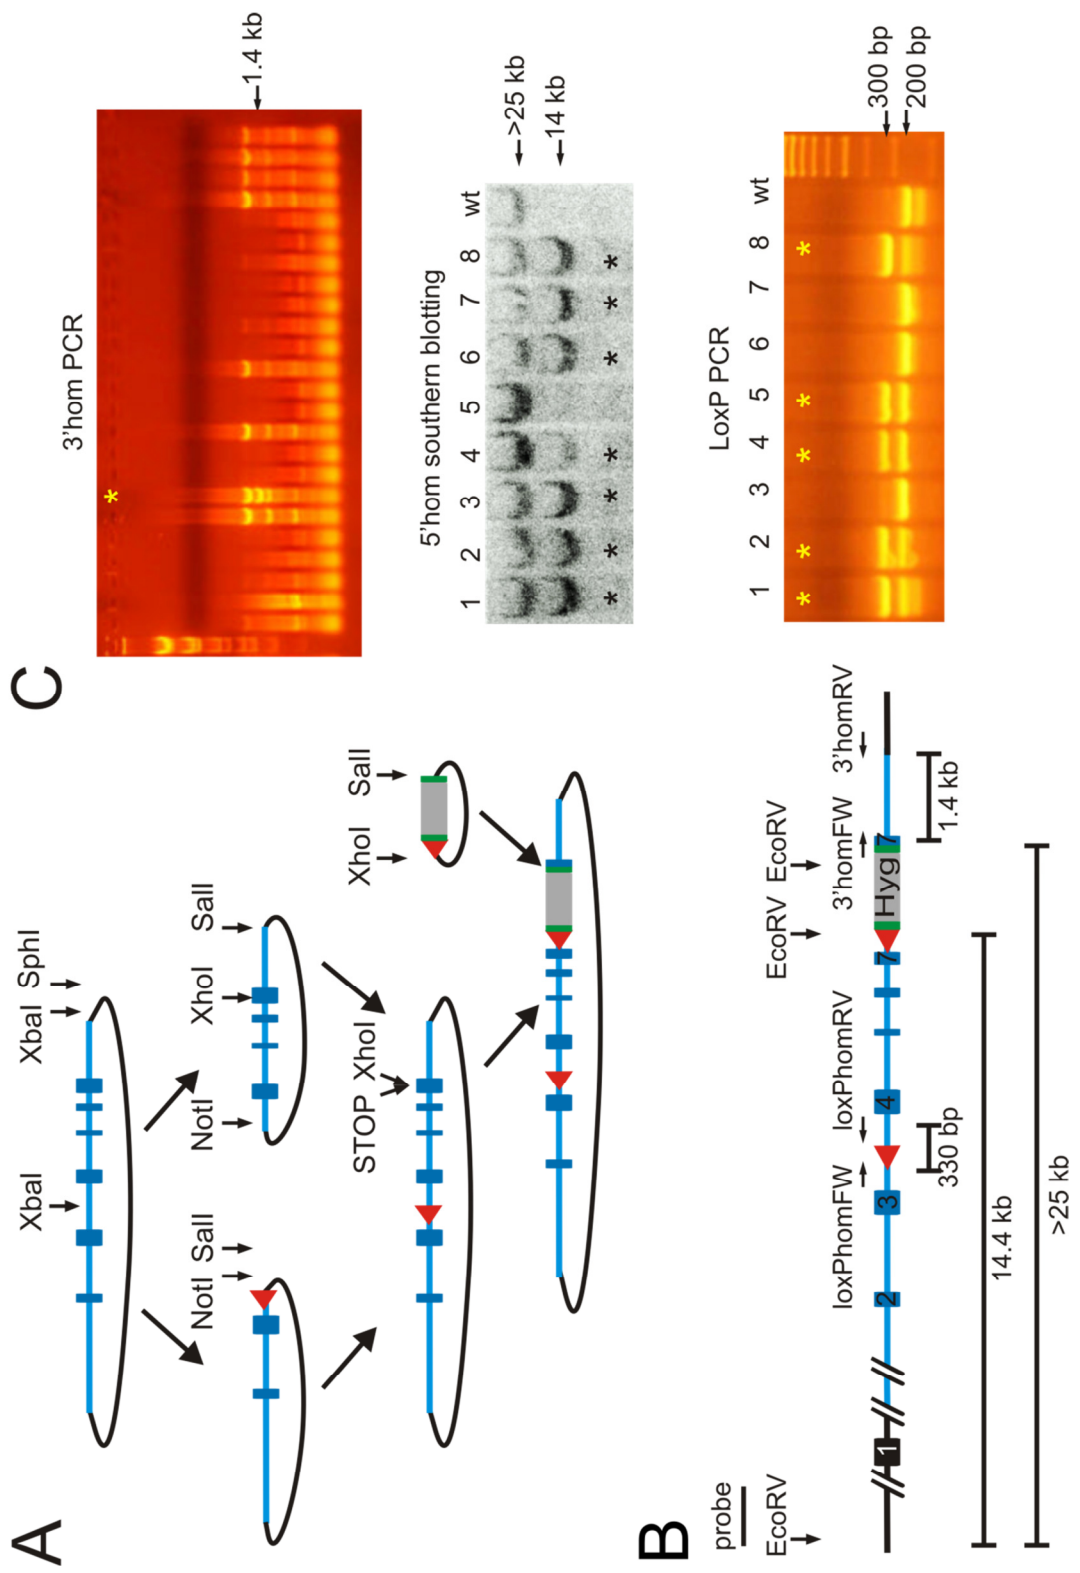 A
XbaI
XbaI SphI
NotI SalI
NotI
XhoI
SalI
STOP XhoI
XhoI
SalI
B
probe
EcoRV
EcoRV
EcoRV
loxPhomFW
loxPhomRV
3'homFW
3'homRV
1
2
3
4
7
Hyg
7
330 bp
1.4 kb
14.4 kb
>25 kb
C
3'hom PCR
*
1.4 kb
5'hom southern blotting
1 2 3 4 5 6 7 8 wt
>25 kb
14 kb
* * * * * * *
LoxP PCR
1 2 3 4 5 6 7 8 wt
* * * * *
300 bp
200 bp